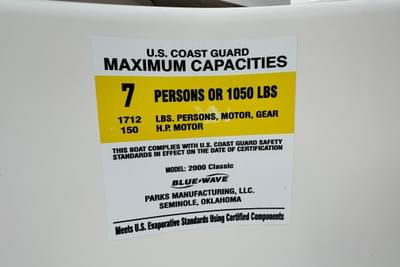 U.S. COAST GUARD
MAXIMUM CAPACITIES
7 PERSONS OR 1050 LBS
1712 LBS. PERSONS, MOTOR, GEAR
150 H.P. MOTOR
THIS BOAT COMPLIES WITH U.S. COAST GUARD SAFETY
STANDARDS IN EFFECT ON THE DATE OF CERTIFICATION
MODEL: 2000 Classic
BLUE WAVE
PARKS MANUFACTURING, LLC.
SEMINOLE, OKLAHOMA
Meets U.S. Evaporative Standards Using Certified Components